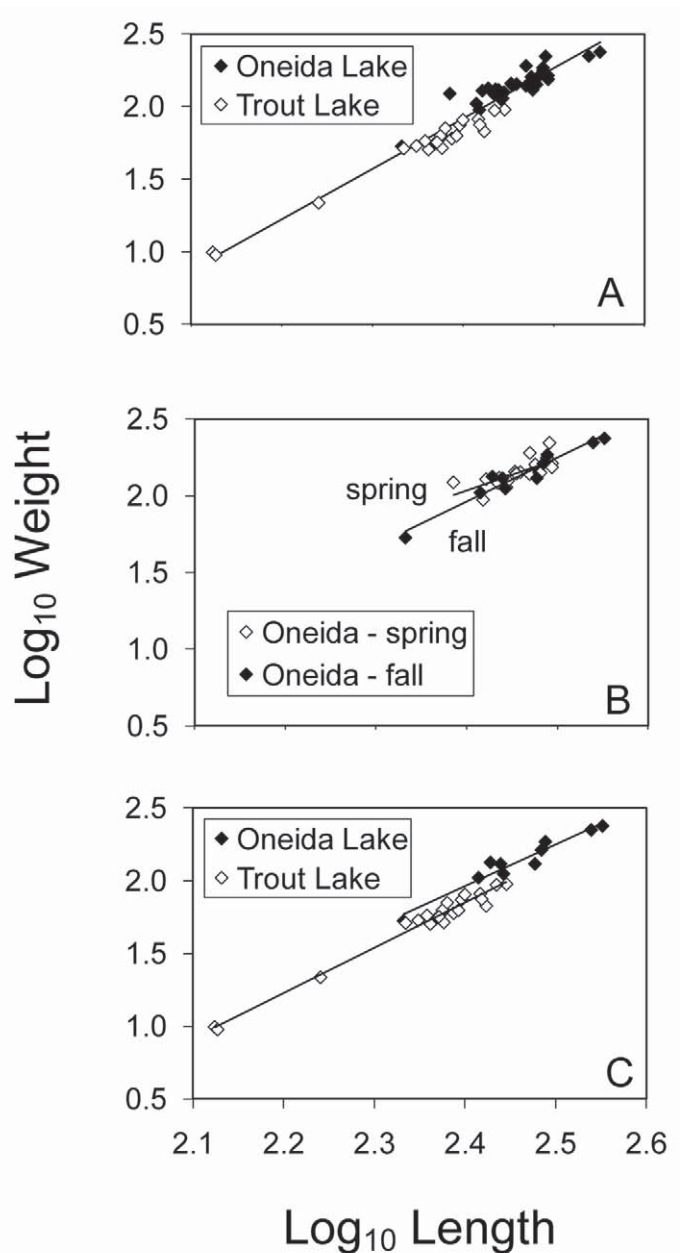 2.5
Oneida Lake
2.0
Trout Lake
1.5
1.0
A
0.5
2.5
2.0
spring
fall
1.5
Oneida - spring
1.0
Oneida - fall
B
0.5
Log₁₀ Weight
2.5
Oneida Lake
2.0
Trout Lake
1.5
1.0
C
0.5
2.1 2.2 2.3 2.4 2.5 2.6
Log₁₀ Length